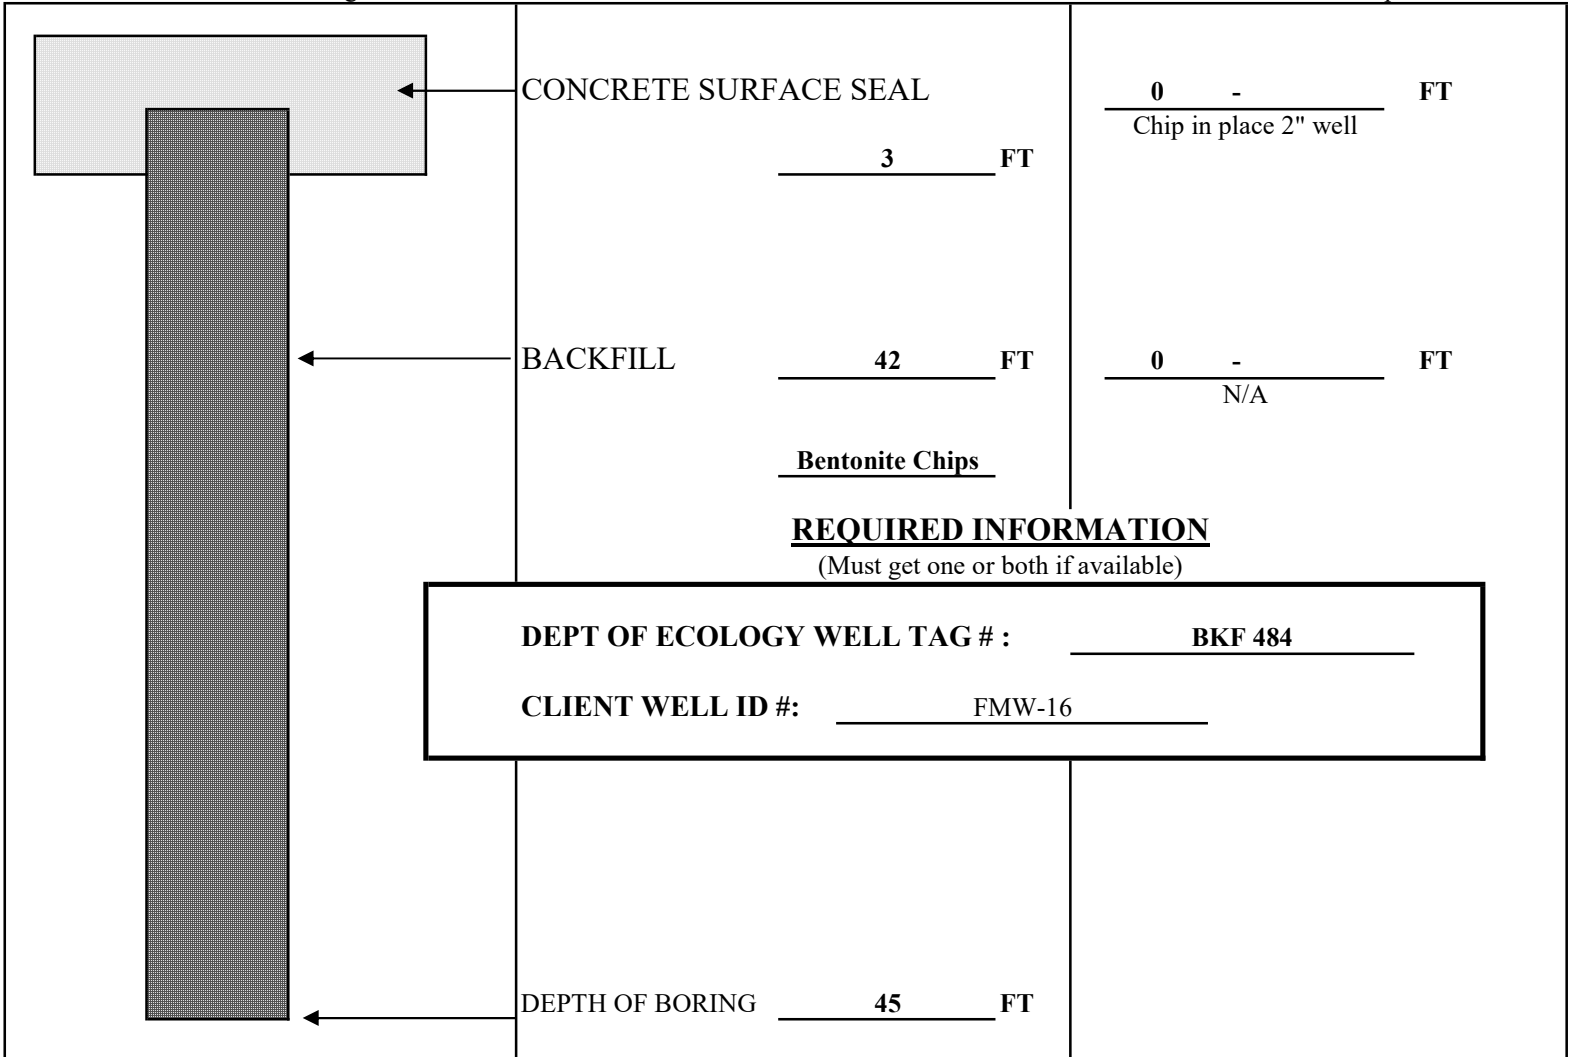 CONCRETE SURFACE SEAL 0 - FT
Chip in place 2" well
3 FT
BACKFILL 42 FT 0 - FT
N/A
Bentonite Chips
REQUIRED INFORMATION
(Must get one or both if available)
DEPT OF ECOLOGY WELL TAG # : BKF 484
CLIENT WELL ID #: FMW-16
DEPTH OF BORING 45 FT